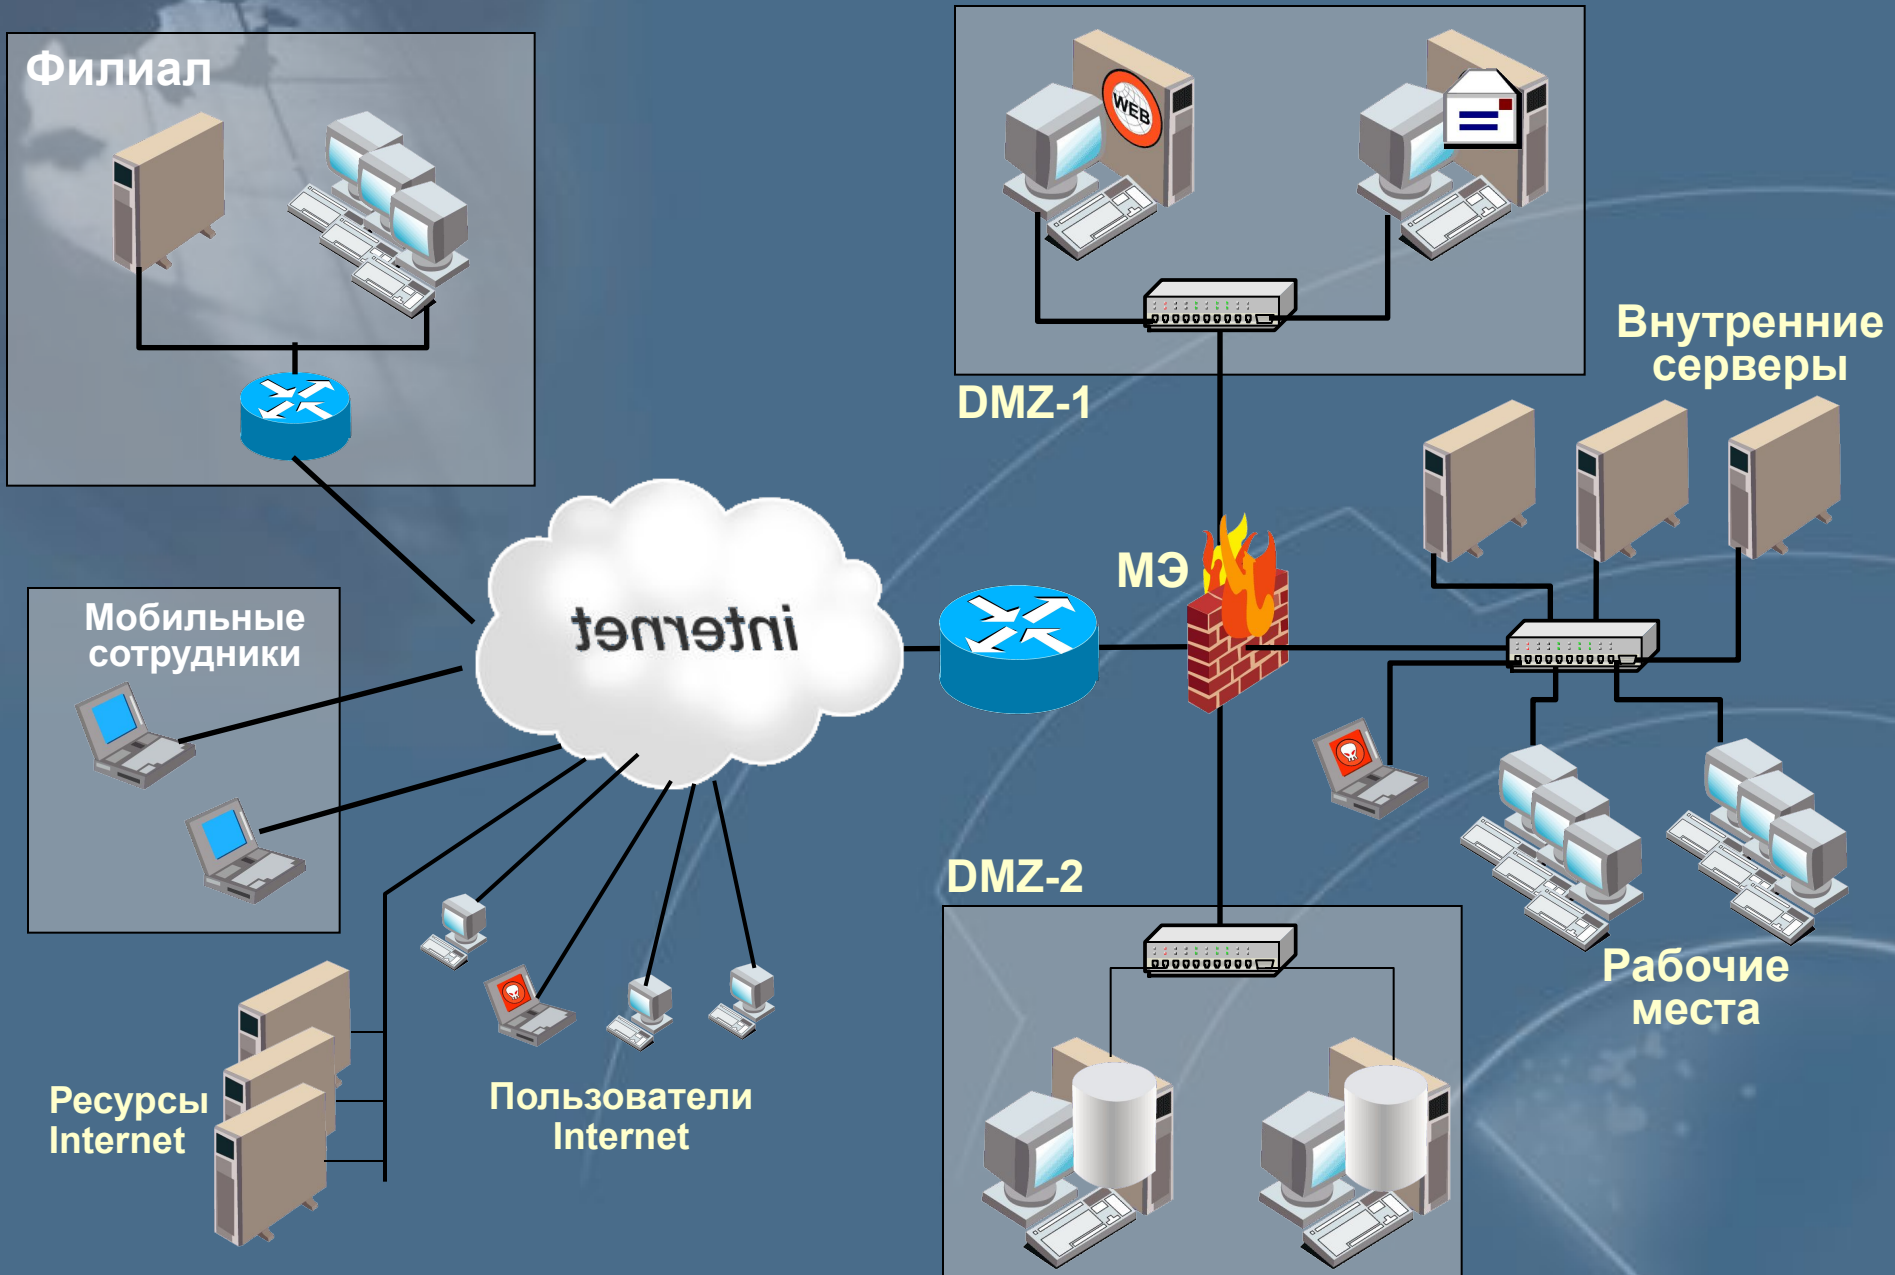 Филиал
WEB
DMZ-1
Внутренние
серверы
МЭ
internet
Мобильные
сотрудники
DMZ-2
Рабочие
места
Ресурсы
Internet
Пользователи
Internet